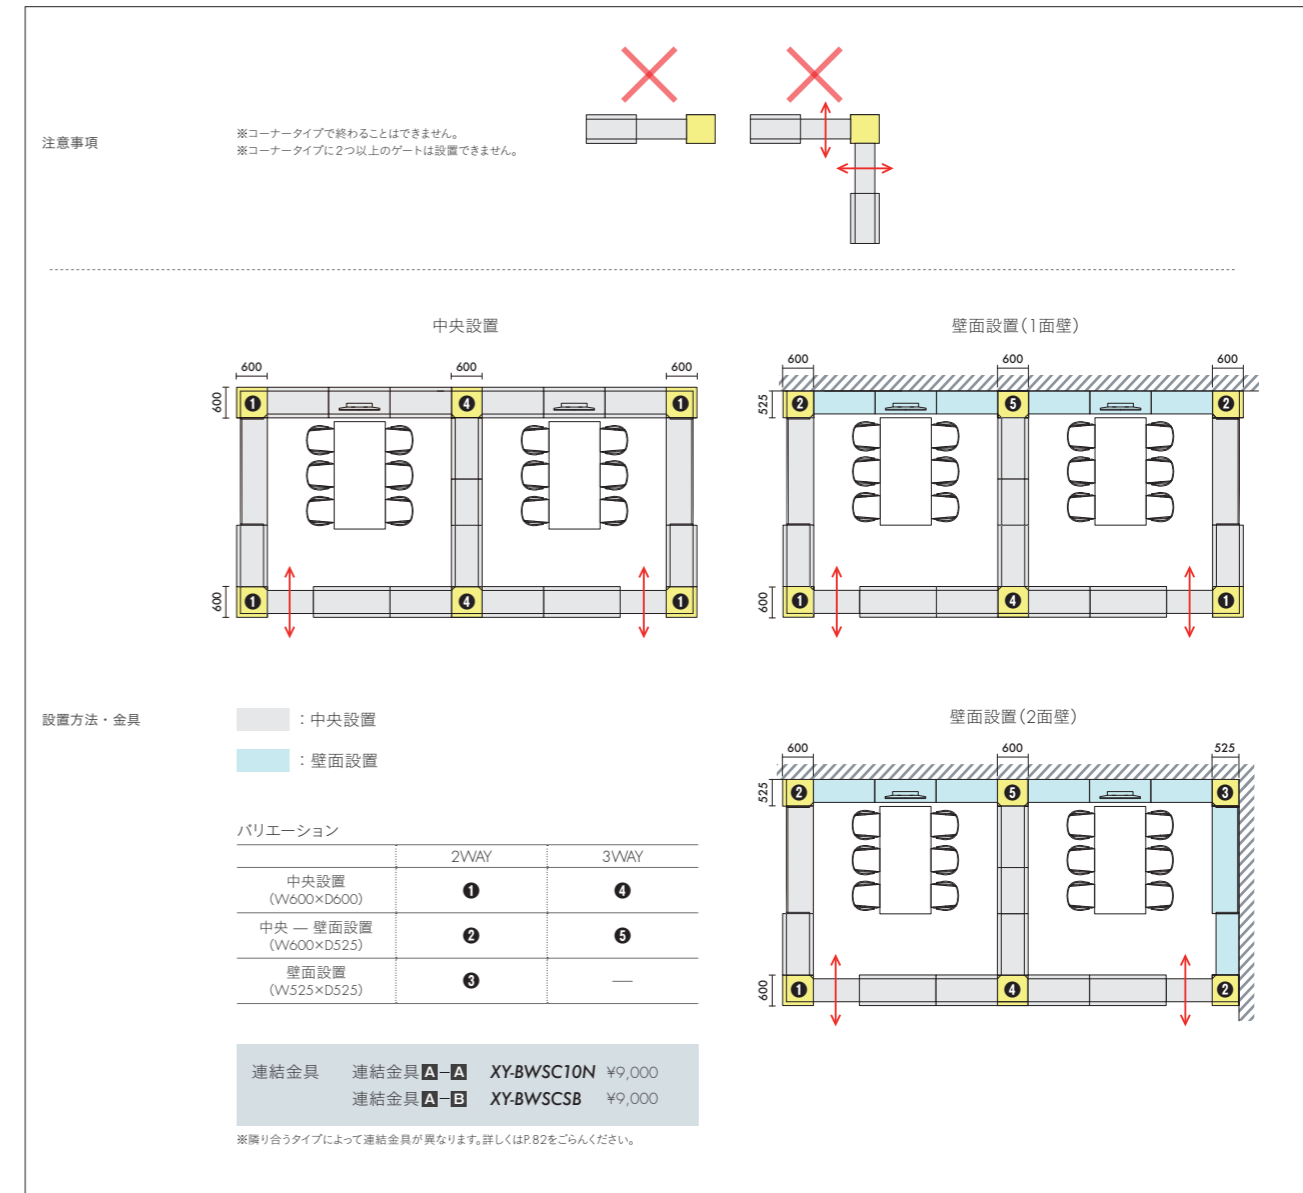 注意事項
※コーナータイプで終わることはできません。
※コーナータイプに2つ以上のゲートは設置できません。
中央設置
600 600 600
600
❶ ❹ ❶
600
❶ ❹ ❶
壁面設置(1面壁)
600 600 600
525
❷ ❺ ❷
600
❶ ❹ ❶
設置方法・金具
：中央設置
：壁面設置
バリエーション
2WAY 3WAY
中央設置
(W600×D600)
❶ ❹
中央 — 壁面設置
(W600×D525)
❷ ❺
壁面設置
(W525×D525)
❸ —
壁面設置(2面壁)
600 600 525
525
❷ ❺ ❸
600
❶ ❹ ❷
連結金具 連結金具A–A XY-BWSC10N ¥9,000
連結金具A–B XY-BWSCSB ¥9,000
※隣り合うタイプによって連結金具が異なります。詳しくはP.82をごらんください。